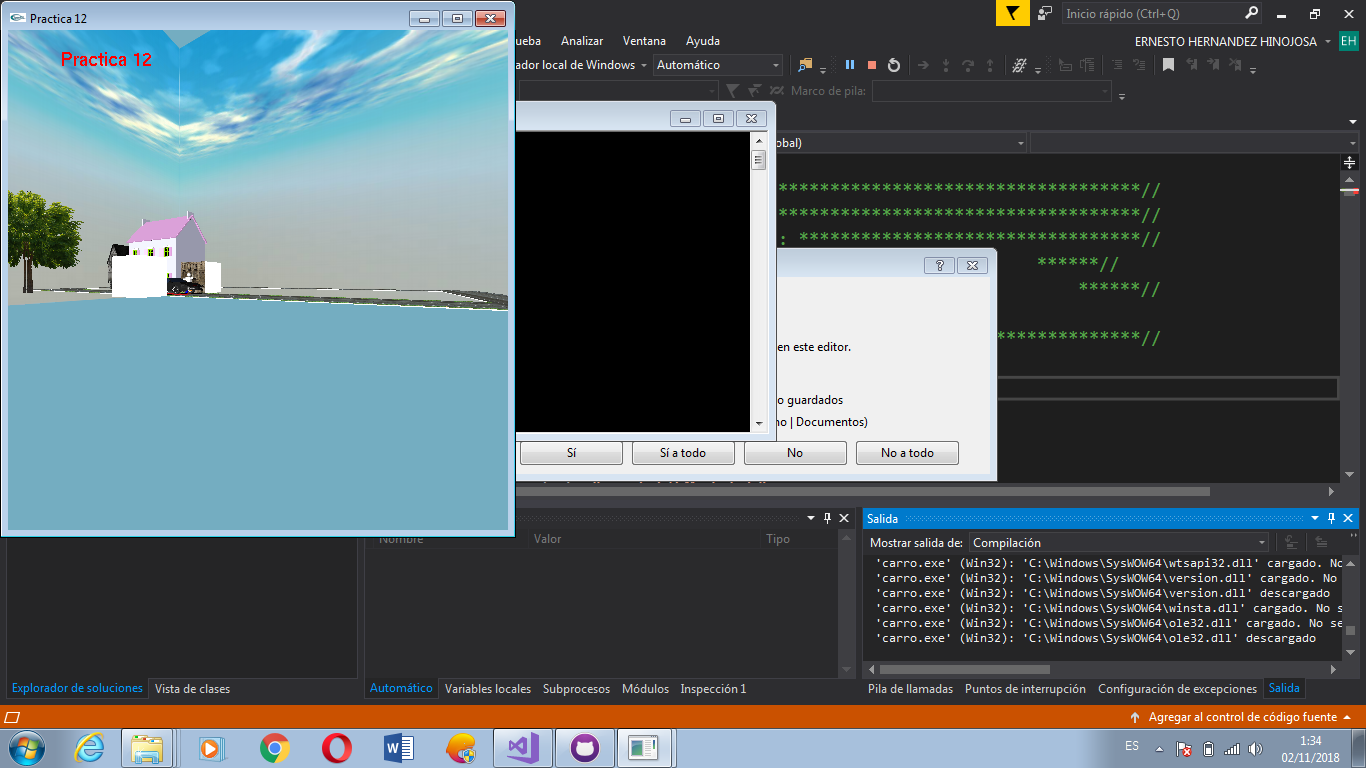 Practica 12
Practica 12
Inicio rápido (Ctrl+Q)
Analizar Ventana Ayuda
ERNESTO HERNANDEZ HINOJOSA EH
ador local de Windows Automático
Marco de pila:
obal)
***********************************//
***********************************//
: *********************************//
******//
******//
en este editor.
**************//
o guardados
no | Documentos)
Sí Sí a todo No No a todo
Nombre Valor Tipo
Salida
Mostrar salida de: Compilación
'carro.exe' (Win32): 'C:\Windows\SysWOW64\wtsapi32.dll' cargado. No
'carro.exe' (Win32): 'C:\Windows\SysWOW64\version.dll' cargado. No
'carro.exe' (Win32): 'C:\Windows\SysWOW64\version.dll' descargado
'carro.exe' (Win32): 'C:\Windows\SysWOW64\winsta.dll' cargado. No s
'carro.exe' (Win32): 'C:\Windows\SysWOW64\ole32.dll' cargado. No se
'carro.exe' (Win32): 'C:\Windows\SysWOW64\ole32.dll' descargado
Explorador de soluciones Vista de clases
Automático Variables locales Subprocesos Módulos Inspección 1
Pila de llamadas Puntos de interrupción Configuración de excepciones Salida
Agregar al control de código fuente
ES
1:34
02/11/2018